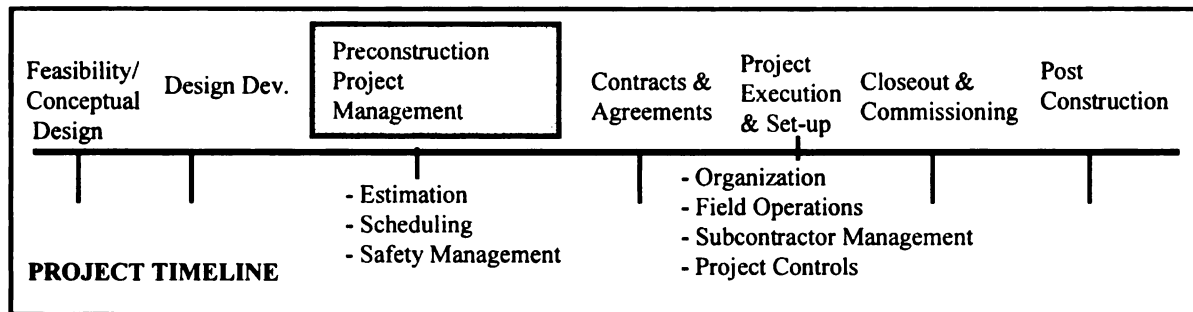 Feasibility/
Conceptual
Design
Design Dev.
Preconstruction
Project
Management
Contracts &
Agreements
Project
Execution
& Set-up
Closeout &
Commissioning
Post
Construction
- Estimation
- Scheduling
- Safety Management
- Organization
- Field Operations
- Subcontractor Management
- Project Controls
PROJECT TIMELINE